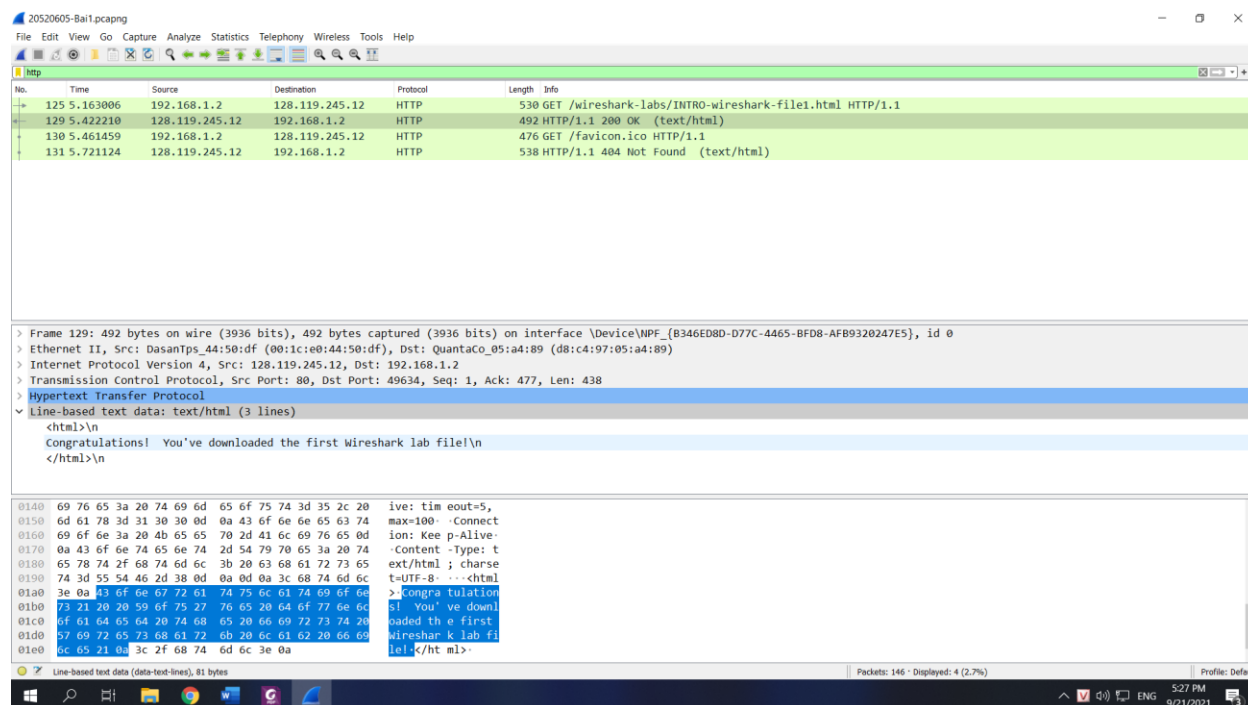 20520605-Bai1.pcapng
File Edit View Go Capture Analyze Statistics Telephony Wireless Tools Help
http
No. Time Source Destination Protocol Length Info
125 5.163006 192.168.1.2 128.119.245.12 HTTP 530 GET /wireshark-labs/INTRO-wireshark-file1.html HTTP/1.1
129 5.422210 128.119.245.12 192.168.1.2 HTTP 492 HTTP/1.1 200 OK (text/html)
130 5.461459 192.168.1.2 128.119.245.12 HTTP 476 GET /favicon.ico HTTP/1.1
131 5.721124 128.119.245.12 192.168.1.2 HTTP 538 HTTP/1.1 404 Not Found (text/html)
> Frame 129: 492 bytes on wire (3936 bits), 492 bytes captured (3936 bits) on interface \Device\NPF_{B346ED8D-D77C-4465-BFD8-AFB9320247E5}, id 0
> Ethernet II, Src: DasanTps_44:50:df (00:1c:e0:44:50:df), Dst: QuantaCo_05:a4:89 (d8:c4:97:05:a4:89)
> Internet Protocol Version 4, Src: 128.119.245.12, Dst: 192.168.1.2
> Transmission Control Protocol, Src Port: 80, Dst Port: 49634, Seq: 1, Ack: 477, Len: 438
> Hypertext Transfer Protocol
Line-based text data: text/html (3 lines)
<html>\n
Congratulations!  You've downloaded the first Wireshark lab file!\n
</html>\n
0140 69 76 65 3a 20 74 69 6d 65 6f 75 74 3d 35 2c 20 ive: tim eout=5,
0150 6d 61 78 3d 31 30 30 0d 0a 43 6f 6e 6e 65 63 74 max=100· ·Connect
0160 69 6f 6e 3a 20 4b 65 65 70 2d 41 6c 69 76 65 0d ion: Kee p-Alive·
0170 0a 43 6f 6e 74 65 6e 74 2d 54 79 70 65 3a 20 74 ·Content -Type: t
0180 65 78 74 2f 68 74 6d 6c 3b 20 63 68 61 72 73 65 ext/html ; charse
0190 74 3d 55 54 46 2d 38 0d 0a 0d 0a 3c 68 74 6d 6c t=UTF-8· ···<html
01a0 3e 0a 43 6f 6e 67 72 61 74 75 6c 61 74 69 6f 6e >·Congra tulation
01b0 73 21 20 20 59 6f 75 27 76 65 20 64 6f 77 6e 6c s!  You' ve downl
01c0 6f 61 64 65 64 20 74 68 65 20 66 69 72 73 74 20 oaded th e first
01d0 57 69 72 65 73 68 61 72 6b 20 6c 61 62 20 66 69 Wireshar k lab fi
01e0 6c 65 21 0a 3c 2f 68 74 6d 6c 3e 0a le!·</ht ml>·
Line-based text data (data-text-lines), 81 bytes Packets: 146 · Displayed: 4 (2.7%) Profile: Defa
ENG 5:27 PM
9/21/2021